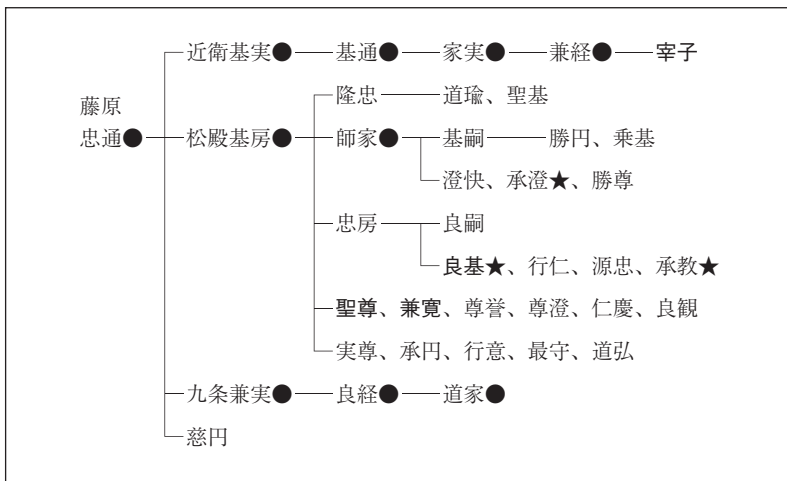 近衛基実●―基通●―家実●―兼経●―宰子
隆忠―道瑜、聖基
藤原
忠通●―松殿基房●―師家●―基嗣―勝円、乗基
澄快、承澄★、勝尊
忠房―良嗣
良基★、行仁、源忠、承教★
聖尊、兼寛、尊誉、尊澄、仁慶、良観
実尊、承円、行意、最守、道弘
九条兼実●―良経●―道家●
慈円